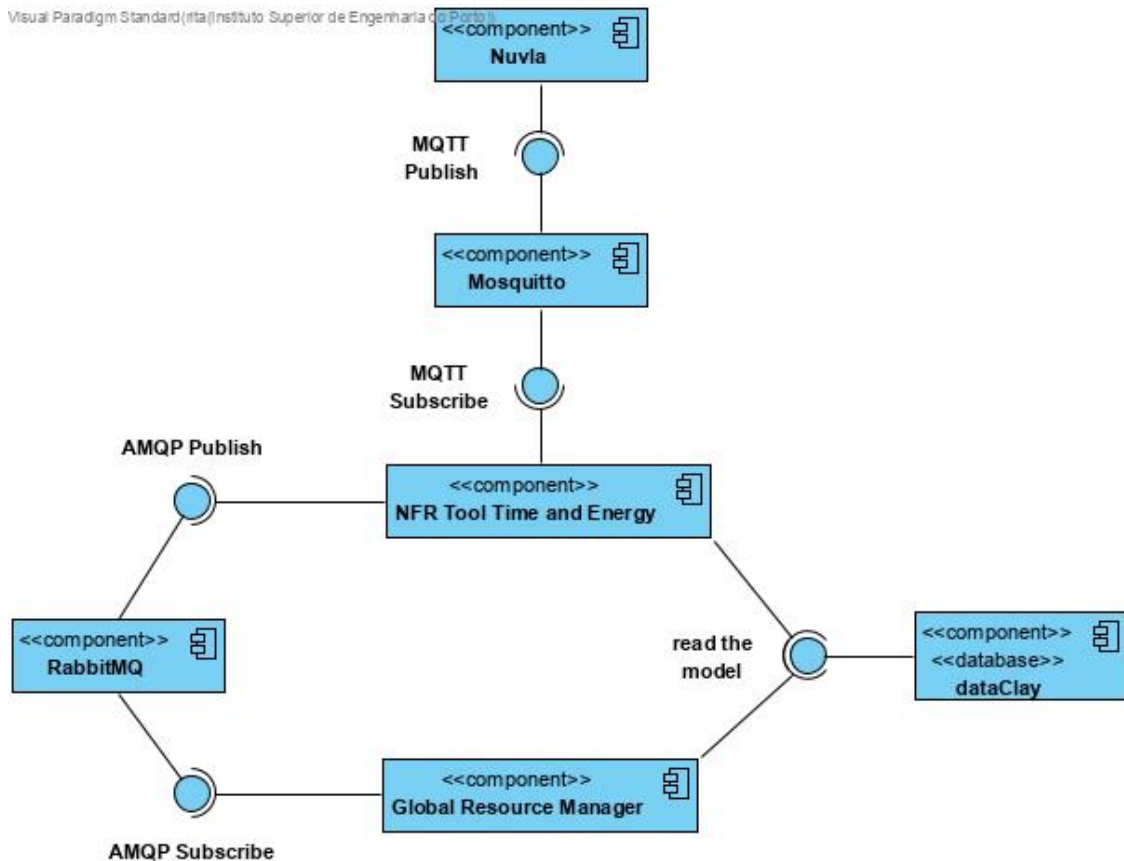 Visual Paradigm Standard(rita(Instituto Superior de Engenharia do Porto))
<<component>>
Nuvla
MQTT
Publish
<<component>>
Mosquitto
MQTT
Subscribe
AMQP Publish
<<component>>
NFR Tool Time and Energy
<<component>>
RabbitMQ
read the
model
<<component>>
<<database>>
dataClay
<<component>>
Global Resource Manager
AMQP Subscribe